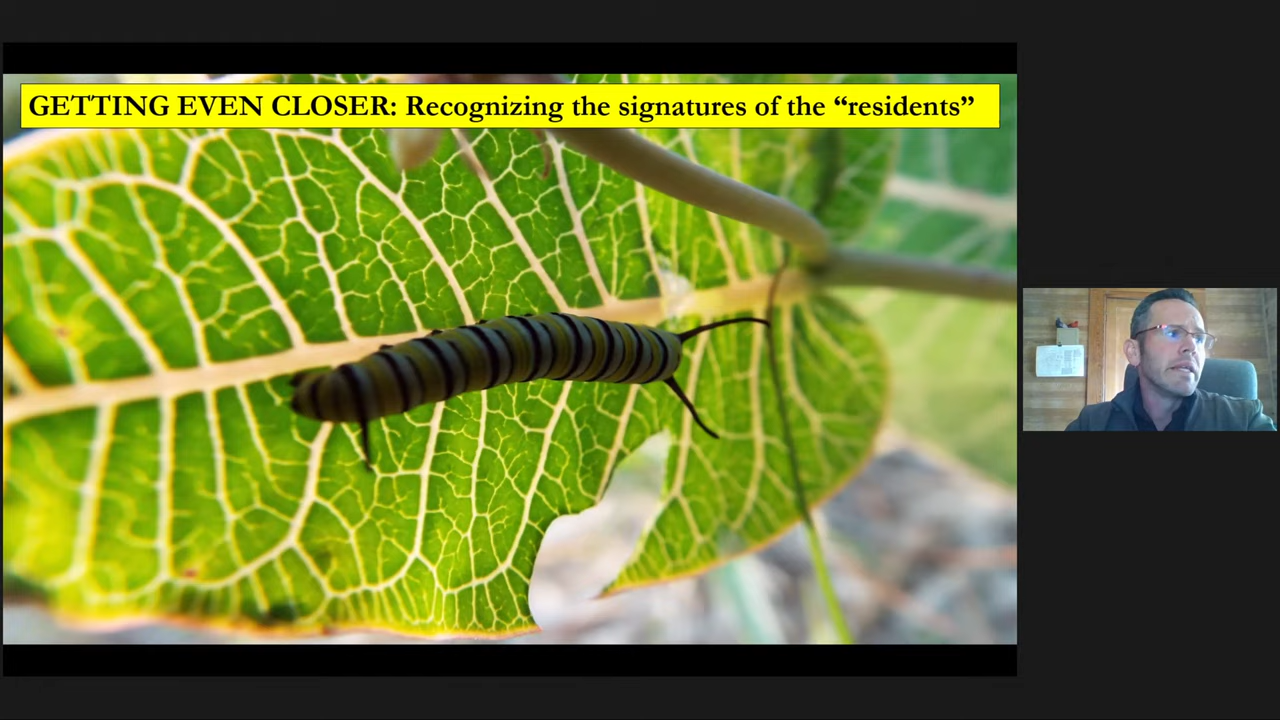 GETTING EVEN CLOSER: Recognizing the signatures of the “residents”